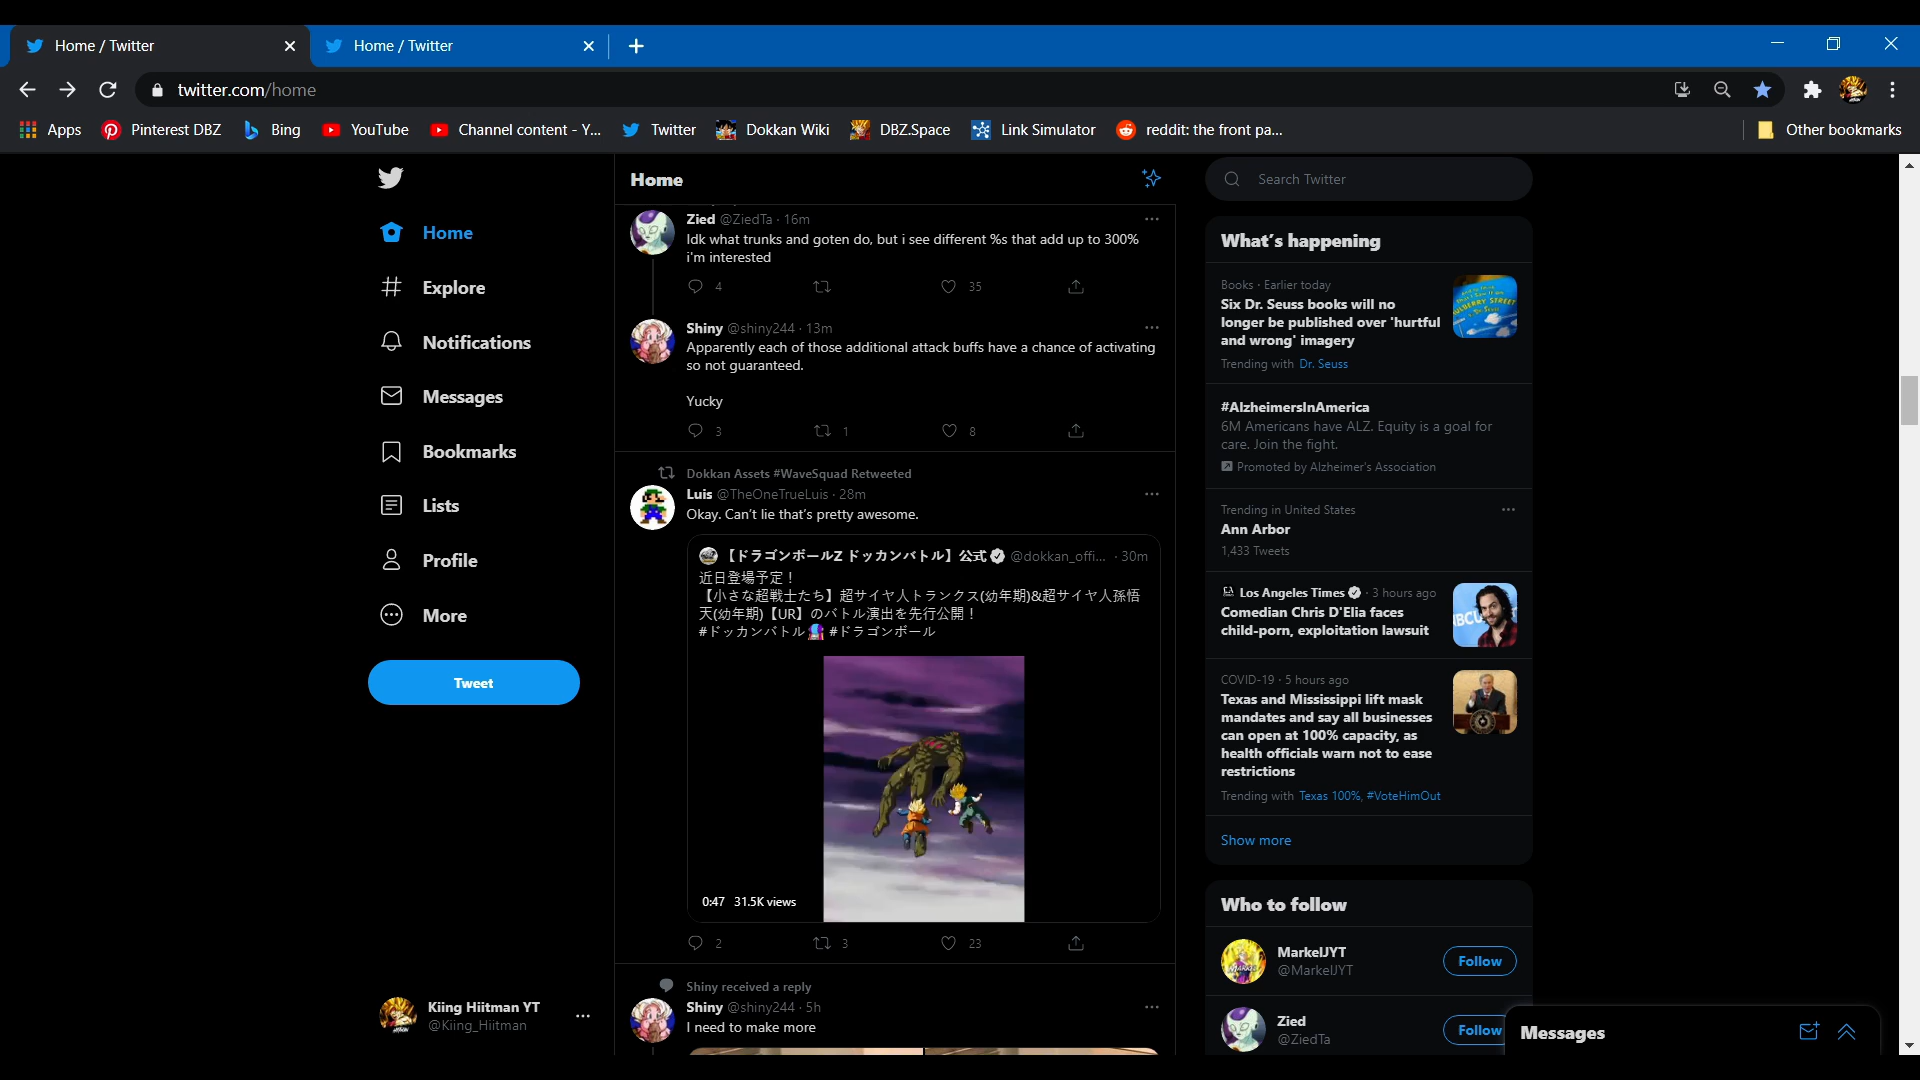 Home / Twitter
Home / Twitter
twitter.com/home
Apps
Pinterest DBZ
Bing
YouTube
Channel content - Y...
Twitter
Dokkan Wiki
DBZ.Space
Link Simulator
reddit: the front pa...
Other bookmarks
Home
Explore
Notifications
Messages
Bookmarks
Lists
Profile
More
Tweet
Kiing Hiitman YT
@Kiing_Hiitman
Home
Zied @ZiedTa · 16m
Idk what trunks and goten do, but i see different %s that add up to 300%
i'm interested
4 35
Shiny @shiny244 · 13m
Apparently each of those additional attack buffs have a chance of activating
so not guaranteed.
Yucky
3 1 8
Dokkan Assets #WaveSquad Retweeted
Luis @TheOneTrueLuis · 28m
Okay. Can't lie that's pretty awesome.
【ドラゴンボールZ ドッカンバトル】公式 @dokkan_offi... · 30m
近日登場予定！
【小さな超戦士たち】超サイヤ人トランクス(幼年期)&超サイヤ人孫悟
天(幼年期)【UR】のバトル演出を先行公開！
#ドッカンバトル #ドラゴンボール
0:47 31.5K views
2 3 23
Shiny received a reply
Shiny @shiny244 · 5h
I need to make more
Search Twitter
What's happening
Books · Earlier today
Six Dr. Seuss books will no
longer be published over 'hurtful
and wrong' imagery
Trending with Dr. Seuss
#AlzheimersInAmerica
6M Americans have ALZ. Equity is a goal for
care. Join the fight.
Promoted by Alzheimer's Association
Trending in United States
Ann Arbor
1,433 Tweets
Los Angeles Times · 3 hours ago
Comedian Chris D'Elia faces
child-porn, exploitation lawsuit
COVID-19 · 5 hours ago
Texas and Mississippi lift mask
mandates and say all businesses
can open at 100% capacity, as
health officials warn not to ease
restrictions
Trending with Texas 100%, #VoteHimOut
Show more
Who to follow
MarkelJYT
@MarkelJYT
Follow
Zied
@ZiedTa
Follow
Messages